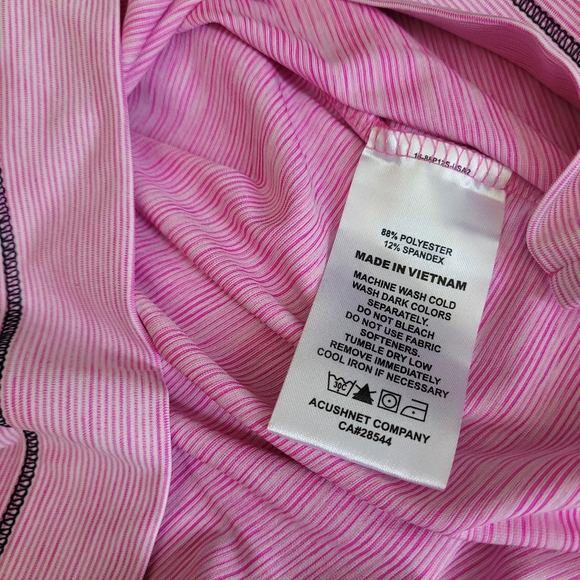 88% POLYESTER
12% SPANDEX
MADE IN VIETNAM
MACHINE WASH COLD
WASH DARK COLORS
SEPARATELY.
DO NOT BLEACH
DO NOT USE FABRIC
SOFTENERS.
TUMBLE DRY LOW
REMOVE IMMEDIATELY
COOL IRON IF NECESSARY
30C
ACUSHNET COMPANY
CA#28544